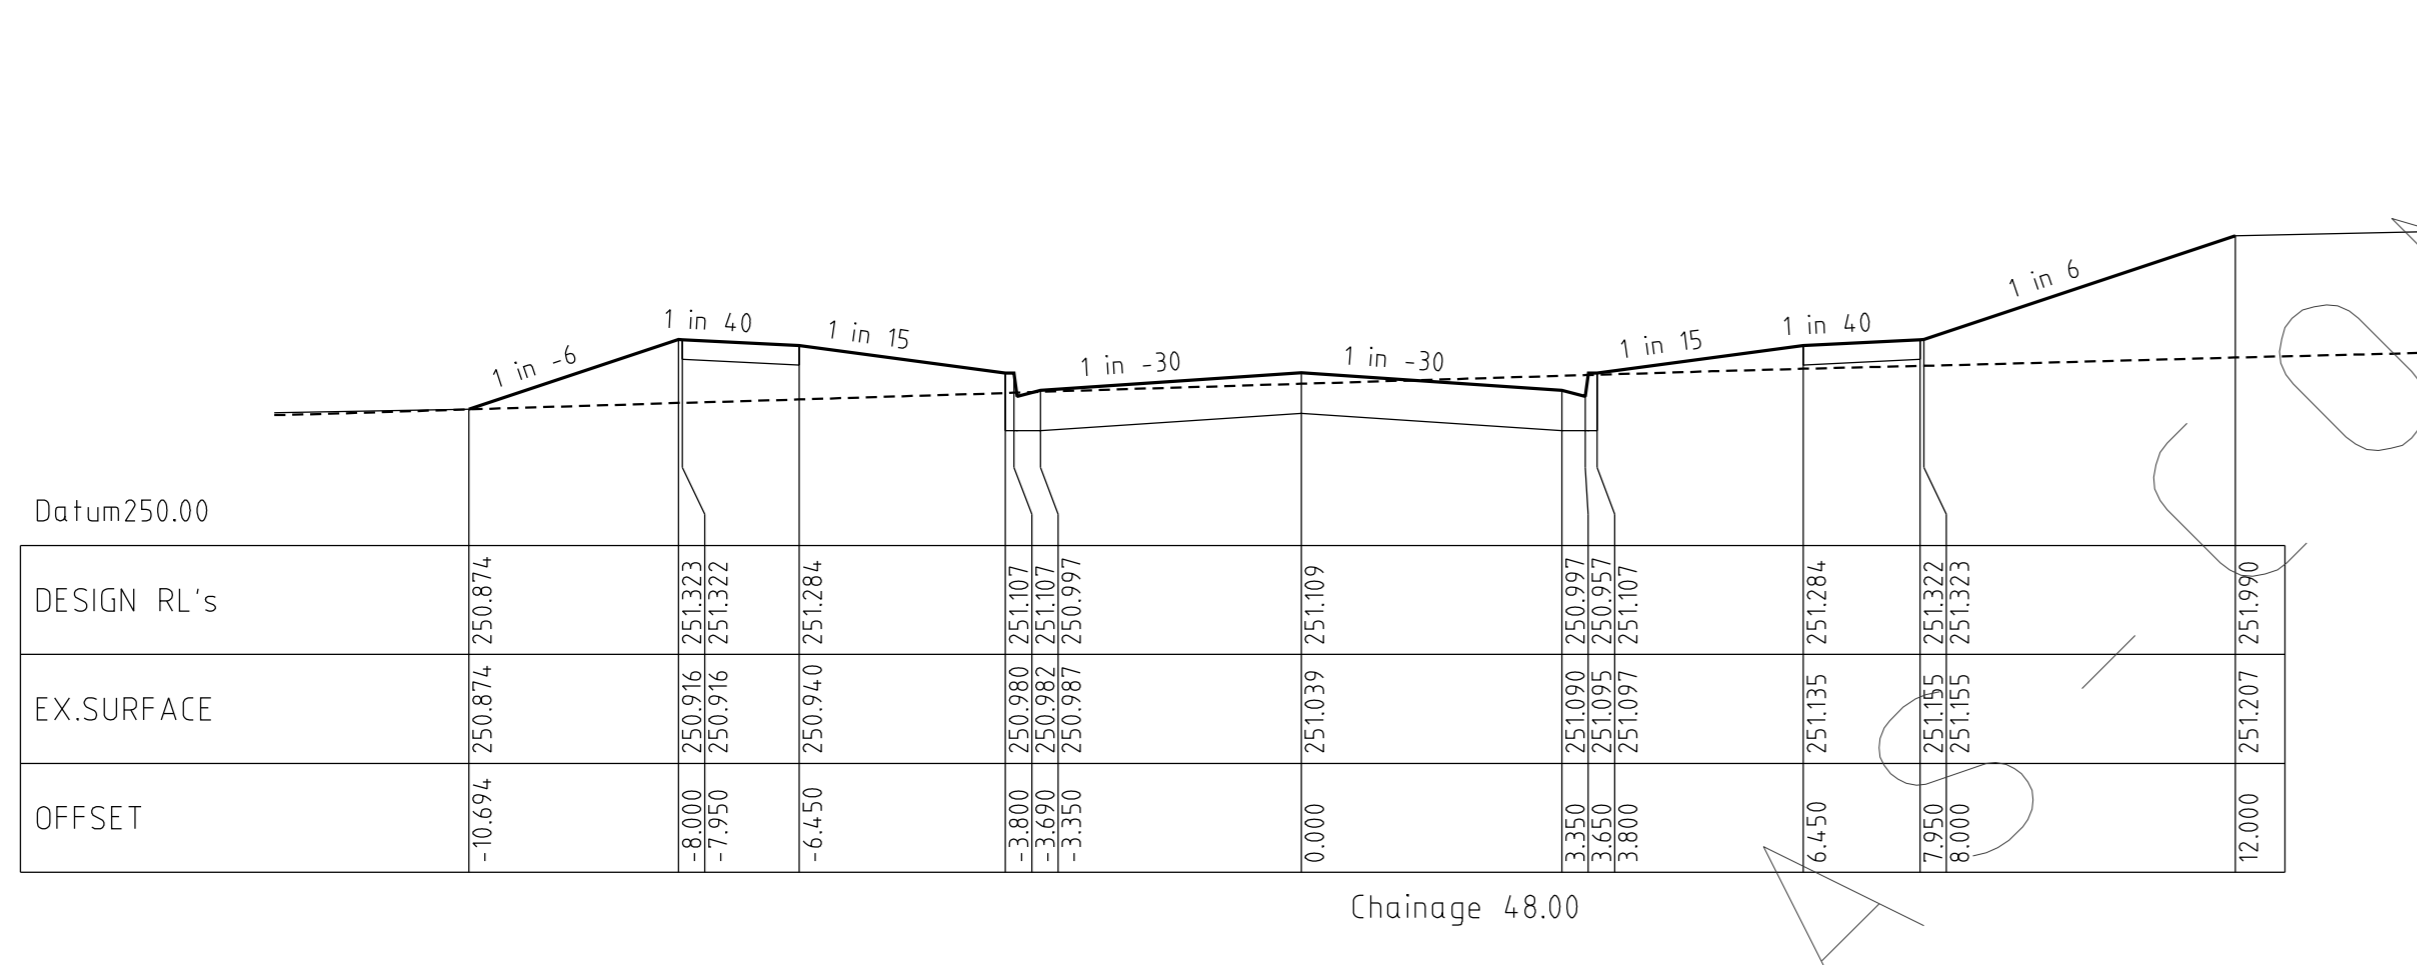 1 in 6
1 in 40
1 in 15
1 in -30
1 in -30
1 in 15
1 in 40
1 in -6
Datum250.00
DESIGN RL's 250.874 251.323 251.322 251.284 251.107 251.107 250.997 251.109 250.997 250.957 251.107 251.284 251.322 251.323 251.990
EX.SURFACE 250.874 250.916 250.916 250.940 250.980 250.982 250.987 251.039 251.090 251.095 251.097 251.135 251.155 251.155 251.207
OFFSET -10.694 -8.000 -7.950 -6.450 -3.800 -3.690 -3.350 0.000 3.350 3.650 3.800 6.450 7.950 8.000 12.000
Chainage 48.00